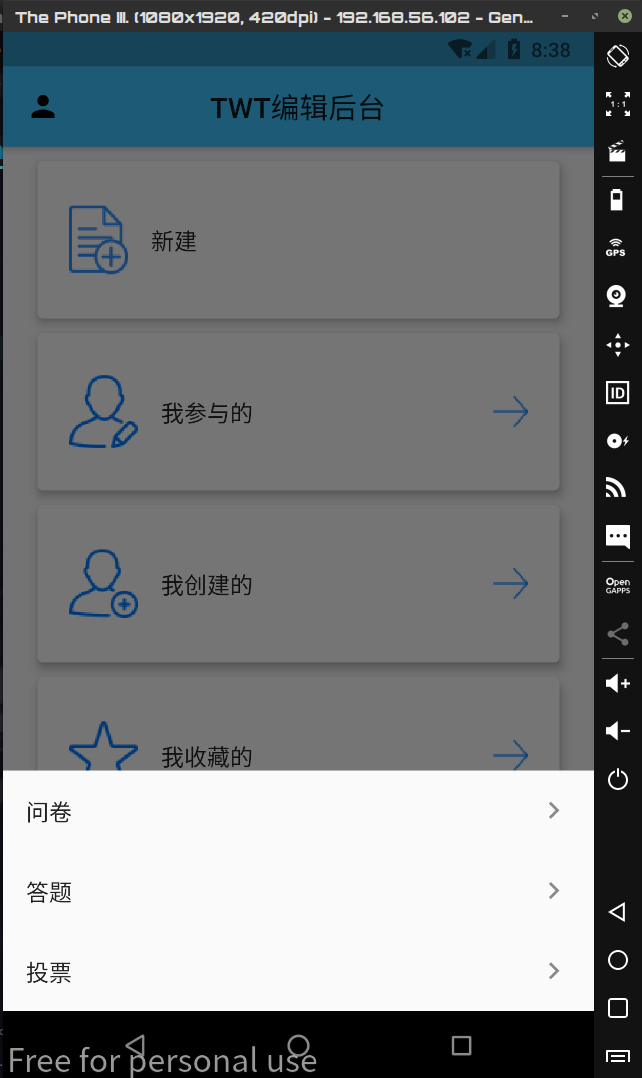 The Phone III. (1080x1920, 420dpi) - 192.168.56.102 - Gen...
8:38
TWT编辑后台
新建
我参与的
我创建的
我收藏的
问卷
答题
投票
Free for personal use
1:1
GPS
ID
Open
GAPPS